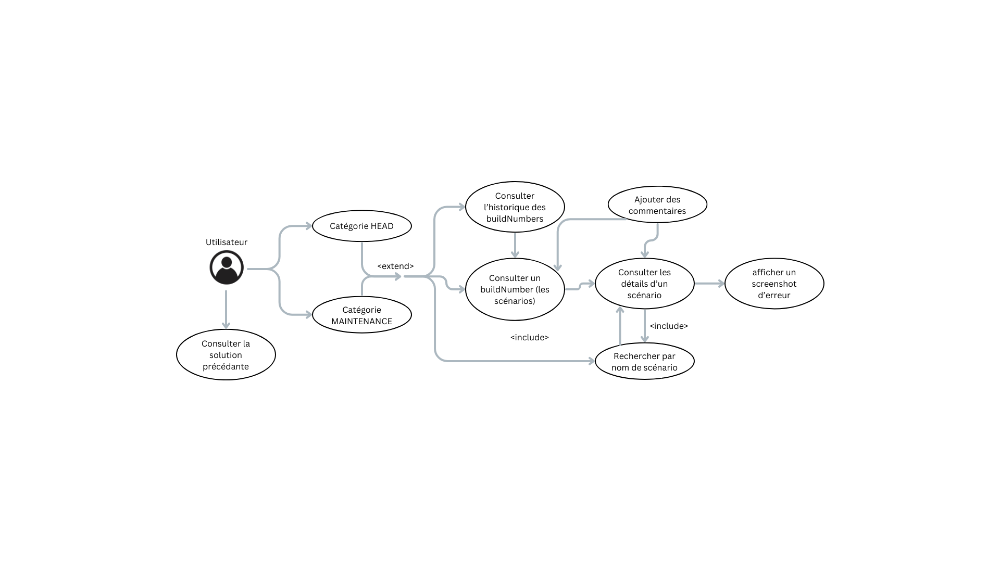 Utilisateur
Consulter la
solution
précédante
Catégorie HEAD
Catégorie
MAINTENANCE
<extend>
Consulter
l’historique des
buildNumbers
Consulter un
buildNumber (les
scénarios)
<include>
Ajouter des
commentaires
Consulter les
détails d’un
scénario
<include>
Rechercher par
nom de scénario
afficher un
screenshot
d’erreur